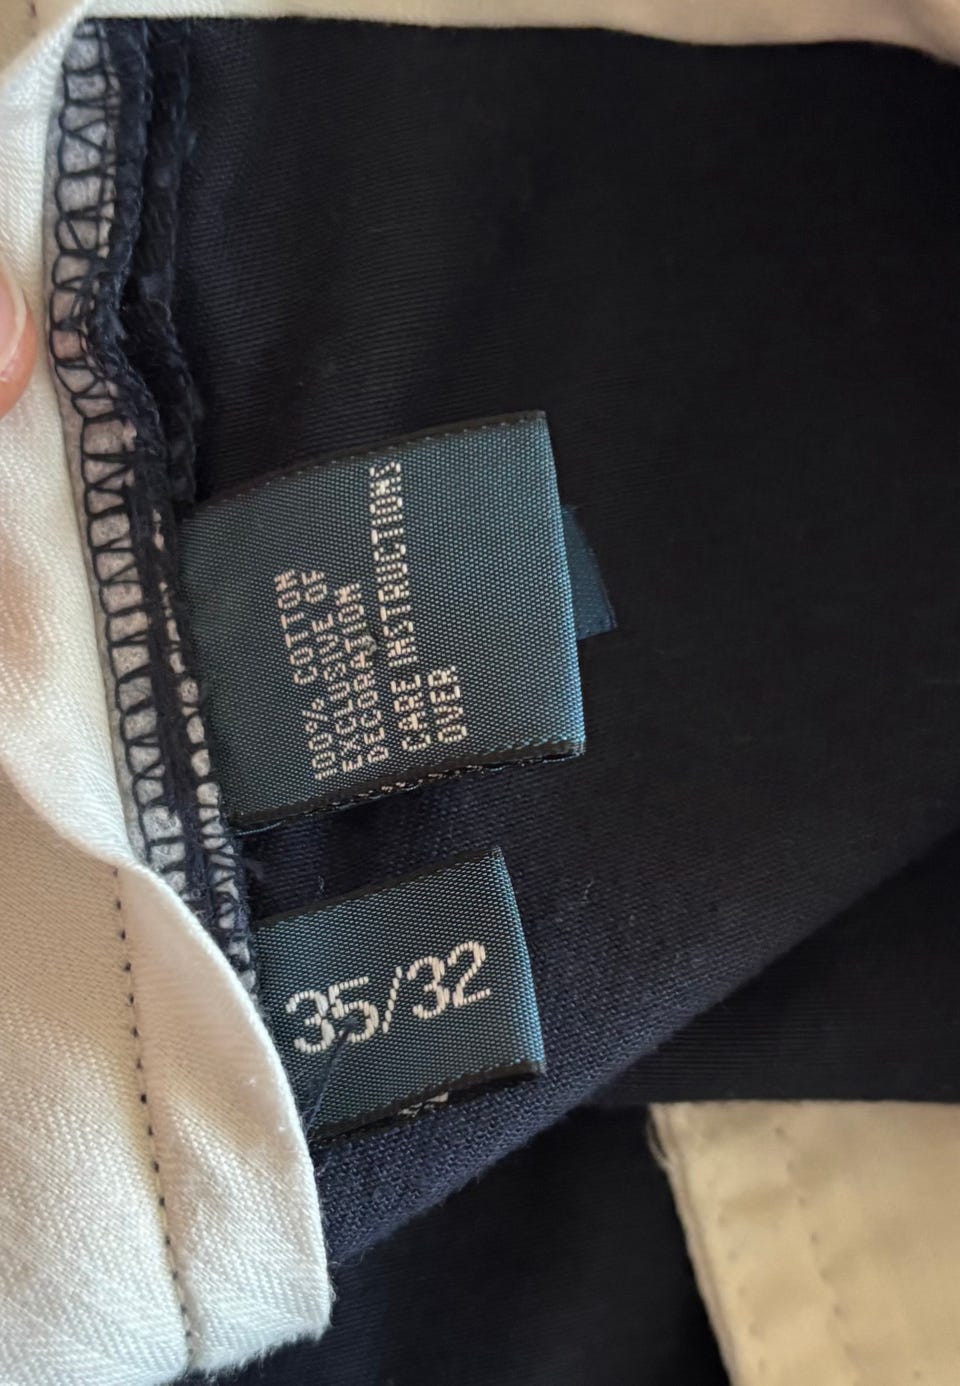 100% COTTON
EXCLUSIVE OF
DECORATION
CARE INSTRUCTIONS
OVER
35/32